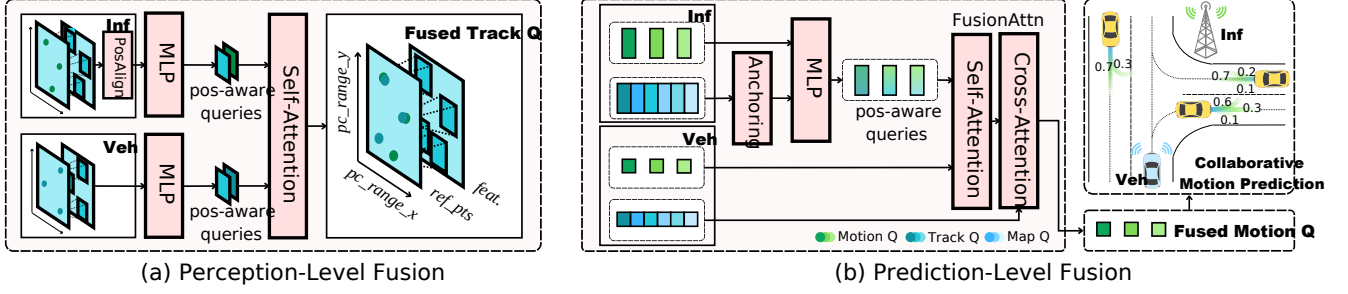 Inf
PosAlign
MLP
pos-aware
queries
Veh
MLP
pos-aware
queries
Self-Attention
Fused Track Q
pc_range_y
pc_range_x
ref_pts
feat.
(a) Perception-Level Fusion
Inf
Anchoring
MLP
pos-aware
queries
Veh
FusionAttn
Self-Attention
Cross-Attention
Motion Q
Track Q
Map Q
Inf
0.7
0.3
0.7
0.2
0.1
0.6
0.3
0.1
Veh
Collaborative
Motion Prediction
Fused Motion Q
(b) Prediction-Level Fusion